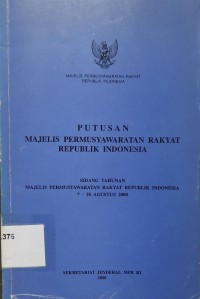 MAJELIS PERMUSYAWARATAN RAKYAT
REPUBLIK INDONESIA
PUTUSAN
MAJELIS PERMUSYAWARATAN RAKYAT
REPUBLIK INDONESIA
SIDANG TAHUNAN
MAJELIS PERMUSYAWARATAN RAKYAT REPUBLIK INDONESIA
7 - 18 AGUSTUS 2000
.375
SEKRETARIAT JENDERAL MPR RI
2000